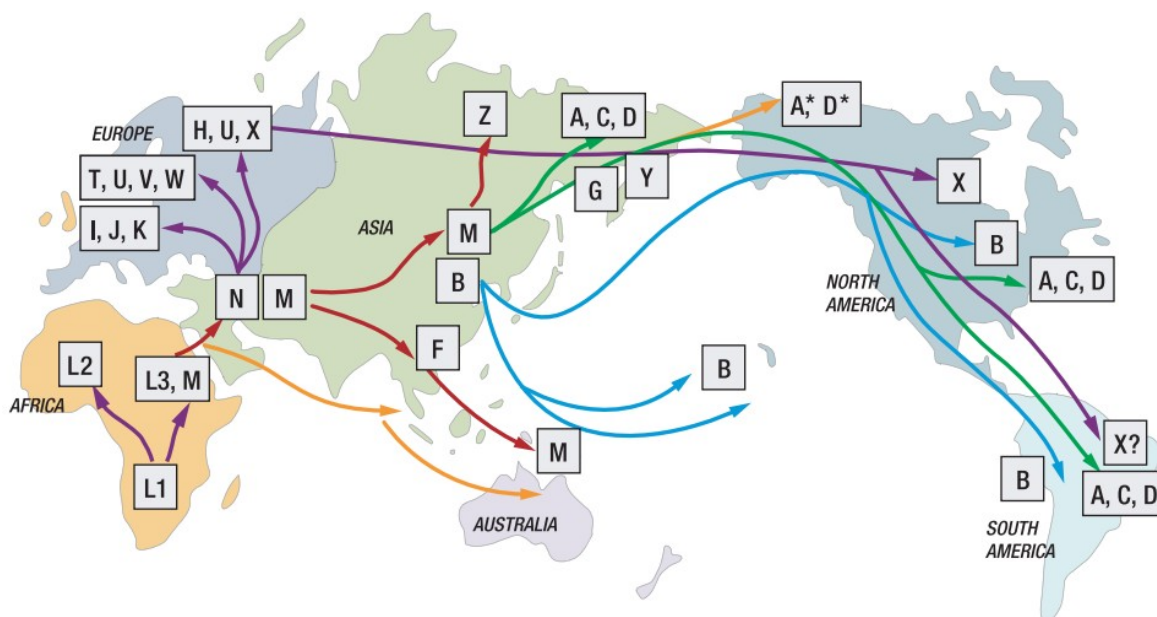 EUROPE
H, U, X
T, U, V, W
I, J, K
Z
A, C, D
A,* D*
G
Y
X
ASIA
M
B
B
N
M
NORTH
AMERICA
A, C, D
F
B
L2
L3, M
AFRICA
L1
M
AUSTRALIA
X?
B
A, C, D
SOUTH
AMERICA